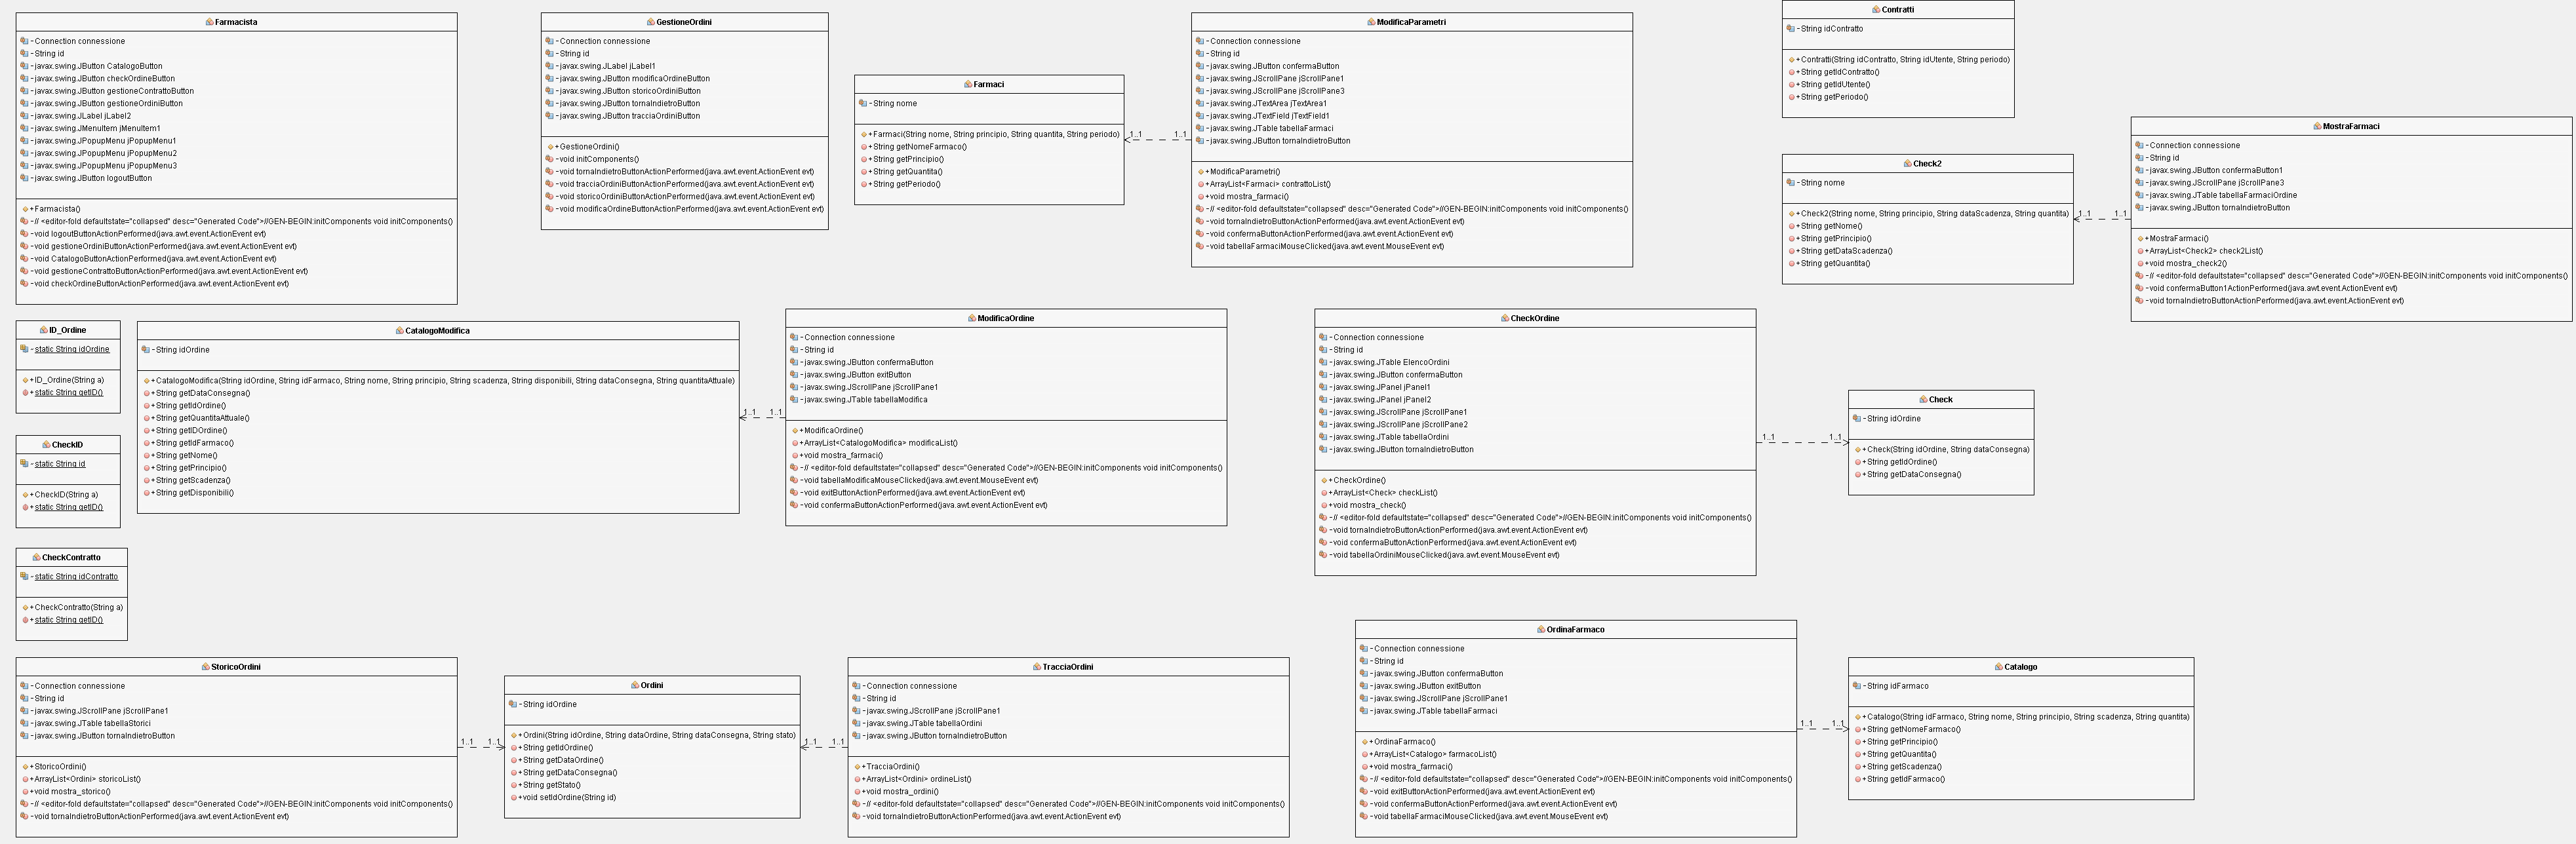 Farmacista
-Connection connessione
-String id
-javax.swing.JButton CatalogoButton
-javax.swing.JButton checkOrdineButton
-javax.swing.JButton gestioneContrattoButton
-javax.swing.JButton gestioneOrdiniButton
-javax.swing.JLabel jLabel2
-javax.swing.JMenuItem jMenuItem1
-javax.swing.JPopupMenu jPopupMenu1
-javax.swing.JPopupMenu jPopupMenu2
-javax.swing.JPopupMenu jPopupMenu3
-javax.swing.JButton logoutButton
+Farmacista()
-// <editor-fold defaultstate="collapsed" desc="Generated Code">//GEN-BEGIN:initComponents void initComponents()
-void logoutButtonActionPerformed(java.awt.event.ActionEvent evt)
-void gestioneOrdiniButtonActionPerformed(java.awt.event.ActionEvent evt)
-void CatalogoButtonActionPerformed(java.awt.event.ActionEvent evt)
-void gestioneContrattoButtonActionPerformed(java.awt.event.ActionEvent evt)
-void checkOrdineButtonActionPerformed(java.awt.event.ActionEvent evt)
GestioneOrdini
-Connection connessione
-String id
-javax.swing.JLabel jLabel1
-javax.swing.JButton modificaOrdineButton
-javax.swing.JButton storicoOrdiniButton
-javax.swing.JButton tornaIndietroButton
-javax.swing.JButton tracciaOrdiniButton
+GestioneOrdini()
-void initComponents()
-void tornaIndietroButtonActionPerformed(java.awt.event.ActionEvent evt)
-void tracciaOrdiniButtonActionPerformed(java.awt.event.ActionEvent evt)
-void storicoOrdiniButtonActionPerformed(java.awt.event.ActionEvent evt)
-void modificaOrdineButtonActionPerformed(java.awt.event.ActionEvent evt)
Farmaci
-String nome
+Farmaci(String nome, String principio, String quantita, String periodo)
+String getNomeFarmaco()
+String getPrincipio()
+String getQuantita()
+String getPeriodo()
1..1 1..1
ModificaParametri
-Connection connessione
-String id
-javax.swing.JButton confermaButton
-javax.swing.JScrollPane jScrollPane1
-javax.swing.JScrollPane jScrollPane3
-javax.swing.JTextArea jTextArea1
-javax.swing.JTextField jTextField1
-javax.swing.JTable tabellaFarmaci
-javax.swing.JButton tornaIndietroButton
+ModificaParametri()
+ArrayList<Farmaci> contrattoList()
+void mostra_farmaci()
-// <editor-fold defaultstate="collapsed" desc="Generated Code">//GEN-BEGIN:initComponents void initComponents()
-void tornaIndietroButtonActionPerformed(java.awt.event.ActionEvent evt)
-void confermaButtonActionPerformed(java.awt.event.ActionEvent evt)
-void tabellaFarmaciMouseClicked(java.awt.event.MouseEvent evt)
Contratti
-String idContratto
+Contratti(String idContratto, String idUtente, String periodo)
+String getIdContratto()
+String getIdUtente()
+String getPeriodo()
Check2
-String nome
+Check2(String nome, String principio, String dataScadenza, String quantita)
+String getNome()
+String getPrincipio()
+String getDataScadenza()
+String getQuantita()
1..1 1..1
MostraFarmaci
-Connection connessione
-String id
-javax.swing.JButton confermaButton1
-javax.swing.JScrollPane jScrollPane3
-javax.swing.JTable tabellaFarmaciOrdine
-javax.swing.JButton tornaIndietroButton
+MostraFarmaci()
+ArrayList<Check2> check2List()
+void mostra_check2()
-// <editor-fold defaultstate="collapsed" desc="Generated Code">//GEN-BEGIN:initComponents void initComponents()
-void confermaButton1ActionPerformed(java.awt.event.ActionEvent evt)
-void tornaIndietroButtonActionPerformed(java.awt.event.ActionEvent evt)
ID_Ordine
-static String idOrdine
+ID_Ordine(String a)
+static String getID()
CheckID
-static String id
+CheckID(String a)
+static String getID()
CheckContratto
-static String idContratto
+CheckContratto(String a)
+static String getID()
CatalogoModifica
-String idOrdine
+CatalogoModifica(String idOrdine, String idFarmaco, String nome, String principio, String scadenza, String disponibili, String dataConsegna, String quantitaAttuale)
+String getDataConsegna()
+String getIdOrdine()
+String getQuantitaAttuale()
+String getIDOrdine()
+String getIdFarmaco()
+String getNome()
+String getPrincipio()
+String getScadenza()
+String getDisponibili()
1..1 1..1
ModificaOrdine
-Connection connessione
-String id
-javax.swing.JButton confermaButton
-javax.swing.JButton exitButton
-javax.swing.JScrollPane jScrollPane1
-javax.swing.JTable tabellaModifica
+ModificaOrdine()
+ArrayList<CatalogoModifica> modificaList()
+void mostra_farmaci()
-// <editor-fold defaultstate="collapsed" desc="Generated Code">//GEN-BEGIN:initComponents void initComponents()
-void tabellaModificaMouseClicked(java.awt.event.MouseEvent evt)
-void exitButtonActionPerformed(java.awt.event.ActionEvent evt)
-void confermaButtonActionPerformed(java.awt.event.ActionEvent evt)
CheckOrdine
-Connection connessione
-String id
-javax.swing.JTable ElencoOrdini
-javax.swing.JButton confermaButton
-javax.swing.JPanel jPanel1
-javax.swing.JPanel jPanel2
-javax.swing.JScrollPane jScrollPane1
-javax.swing.JScrollPane jScrollPane2
-javax.swing.JTable tabellaOrdini
-javax.swing.JButton tornaIndietroButton
+CheckOrdine()
+ArrayList<Check> checkList()
+void mostra_check()
-// <editor-fold defaultstate="collapsed" desc="Generated Code">//GEN-BEGIN:initComponents void initComponents()
-void tornaIndietroButtonActionPerformed(java.awt.event.ActionEvent evt)
-void confermaButtonActionPerformed(java.awt.event.ActionEvent evt)
-void tabellaOrdiniMouseClicked(java.awt.event.MouseEvent evt)
1..1 1..1
Check
-String idOrdine
+Check(String idOrdine, String dataConsegna)
+String getIdOrdine()
+String getDataConsegna()
StoricoOrdini
-Connection connessione
-String id
-javax.swing.JScrollPane jScrollPane1
-javax.swing.JTable tabellaStorici
-javax.swing.JButton tornaIndietroButton
+StoricoOrdini()
+ArrayList<Ordini> storicoList()
+void mostra_storico()
-// <editor-fold defaultstate="collapsed" desc="Generated Code">//GEN-BEGIN:initComponents void initComponents()
-void tornaIndietroButtonActionPerformed(java.awt.event.ActionEvent evt)
1..1 1..1
Ordini
-String idOrdine
+Ordini(String idOrdine, String dataOrdine, String dataConsegna, String stato)
+String getIdOrdine()
+String getDataOrdine()
+String getDataConsegna()
+String getStato()
+void setIdOrdine(String id)
1..1 1..1
TracciaOrdini
-Connection connessione
-String id
-javax.swing.JScrollPane jScrollPane1
-javax.swing.JTable tabellaOrdini
-javax.swing.JButton tornaIndietroButton
+TracciaOrdini()
+ArrayList<Ordini> ordineList()
+void mostra_ordini()
-// <editor-fold defaultstate="collapsed" desc="Generated Code">//GEN-BEGIN:initComponents void initComponents()
-void tornaIndietroButtonActionPerformed(java.awt.event.ActionEvent evt)
OrdinaFarmaco
-Connection connessione
-String id
-javax.swing.JButton confermaButton
-javax.swing.JButton exitButton
-javax.swing.JScrollPane jScrollPane1
-javax.swing.JTable tabellaFarmaci
+OrdinaFarmaco()
+ArrayList<Catalogo> farmacoList()
+void mostra_farmaci()
-// <editor-fold defaultstate="collapsed" desc="Generated Code">//GEN-BEGIN:initComponents void initComponents()
-void exitButtonActionPerformed(java.awt.event.ActionEvent evt)
-void confermaButtonActionPerformed(java.awt.event.ActionEvent evt)
-void tabellaFarmaciMouseClicked(java.awt.event.MouseEvent evt)
1..1 1..1
Catalogo
-String idFarmaco
+Catalogo(String idFarmaco, String nome, String principio, String scadenza, String quantita)
+String getNomeFarmaco()
+String getPrincipio()
+String getQuantita()
+String getScadenza()
+String getIdFarmaco()